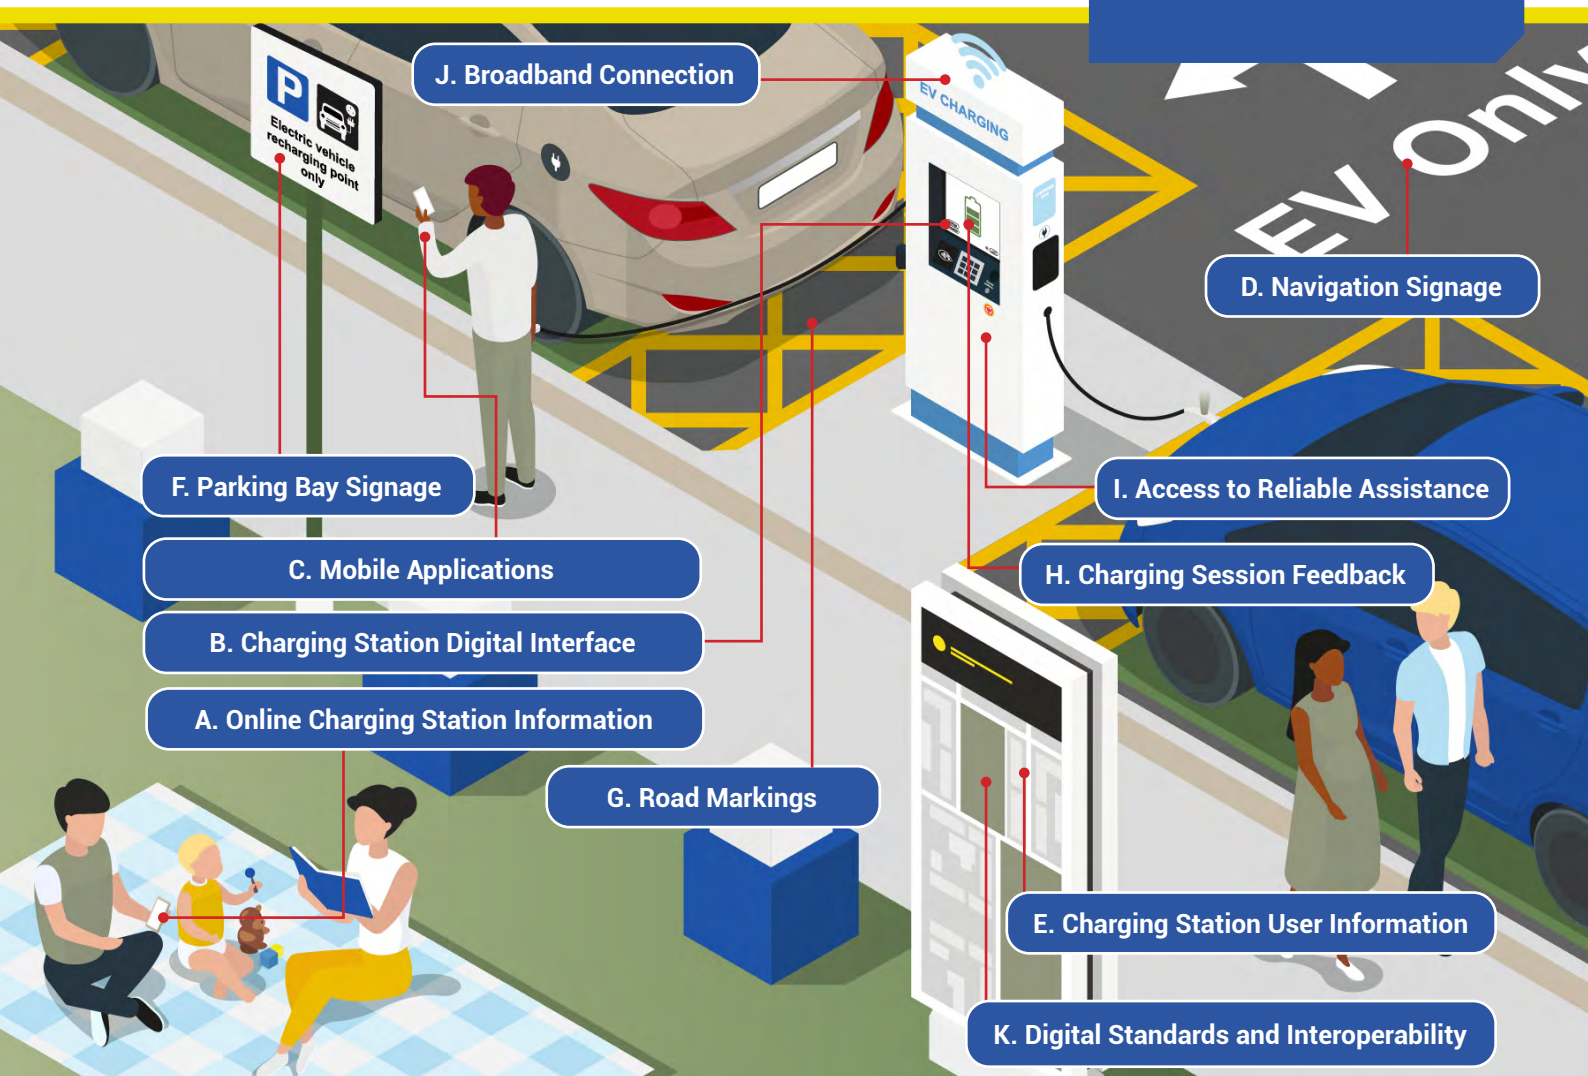 J. Broadband Connection
P
Electric vehicle
recharging point
only
EV CHARGING
EV Only
D. Navigation Signage
F. Parking Bay Signage
I. Access to Reliable Assistance
C. Mobile Applications
H. Charging Session Feedback
B. Charging Station Digital Interface
A. Online Charging Station Information
G. Road Markings
E. Charging Station User Information
K. Digital Standards and Interoperability